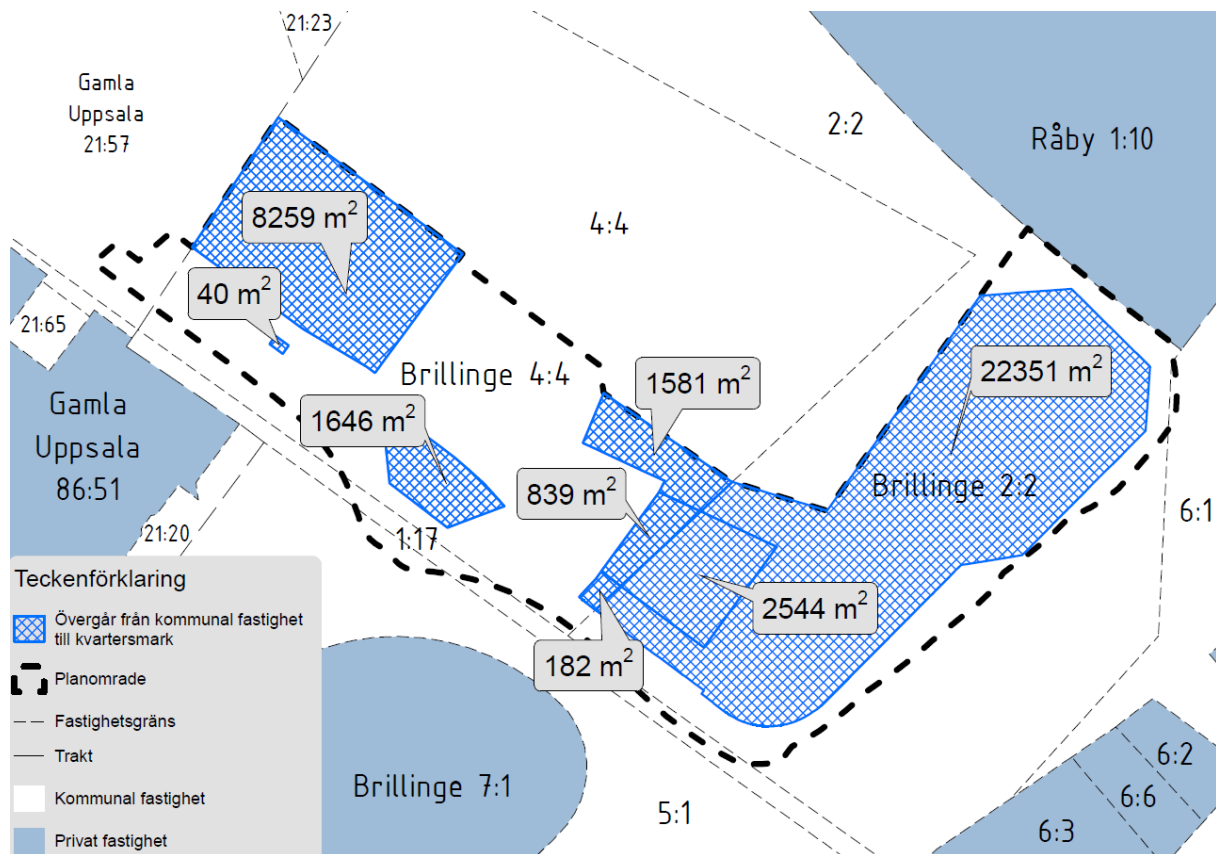 21:23
Gamla
Uppsala
21:57
2:2
Råby 1:10
8259 m²
4:4
40 m²
21:65
Brillinge 4:4
1581 m²
22351 m²
Gamla
Uppsala
86:51
1646 m²
839 m²
Brillinge 2:2
6:1
21:20
1:17
2544 m²
182 m²
Teckenförklaring
Övergår från kommunal fastighet
till kvartersmark
Planområde
Fastighetsgräns
Trakt
Kommunal fastighet
Privat fastighet
Brillinge 7:1
5:1
6:2
6:6
6:3